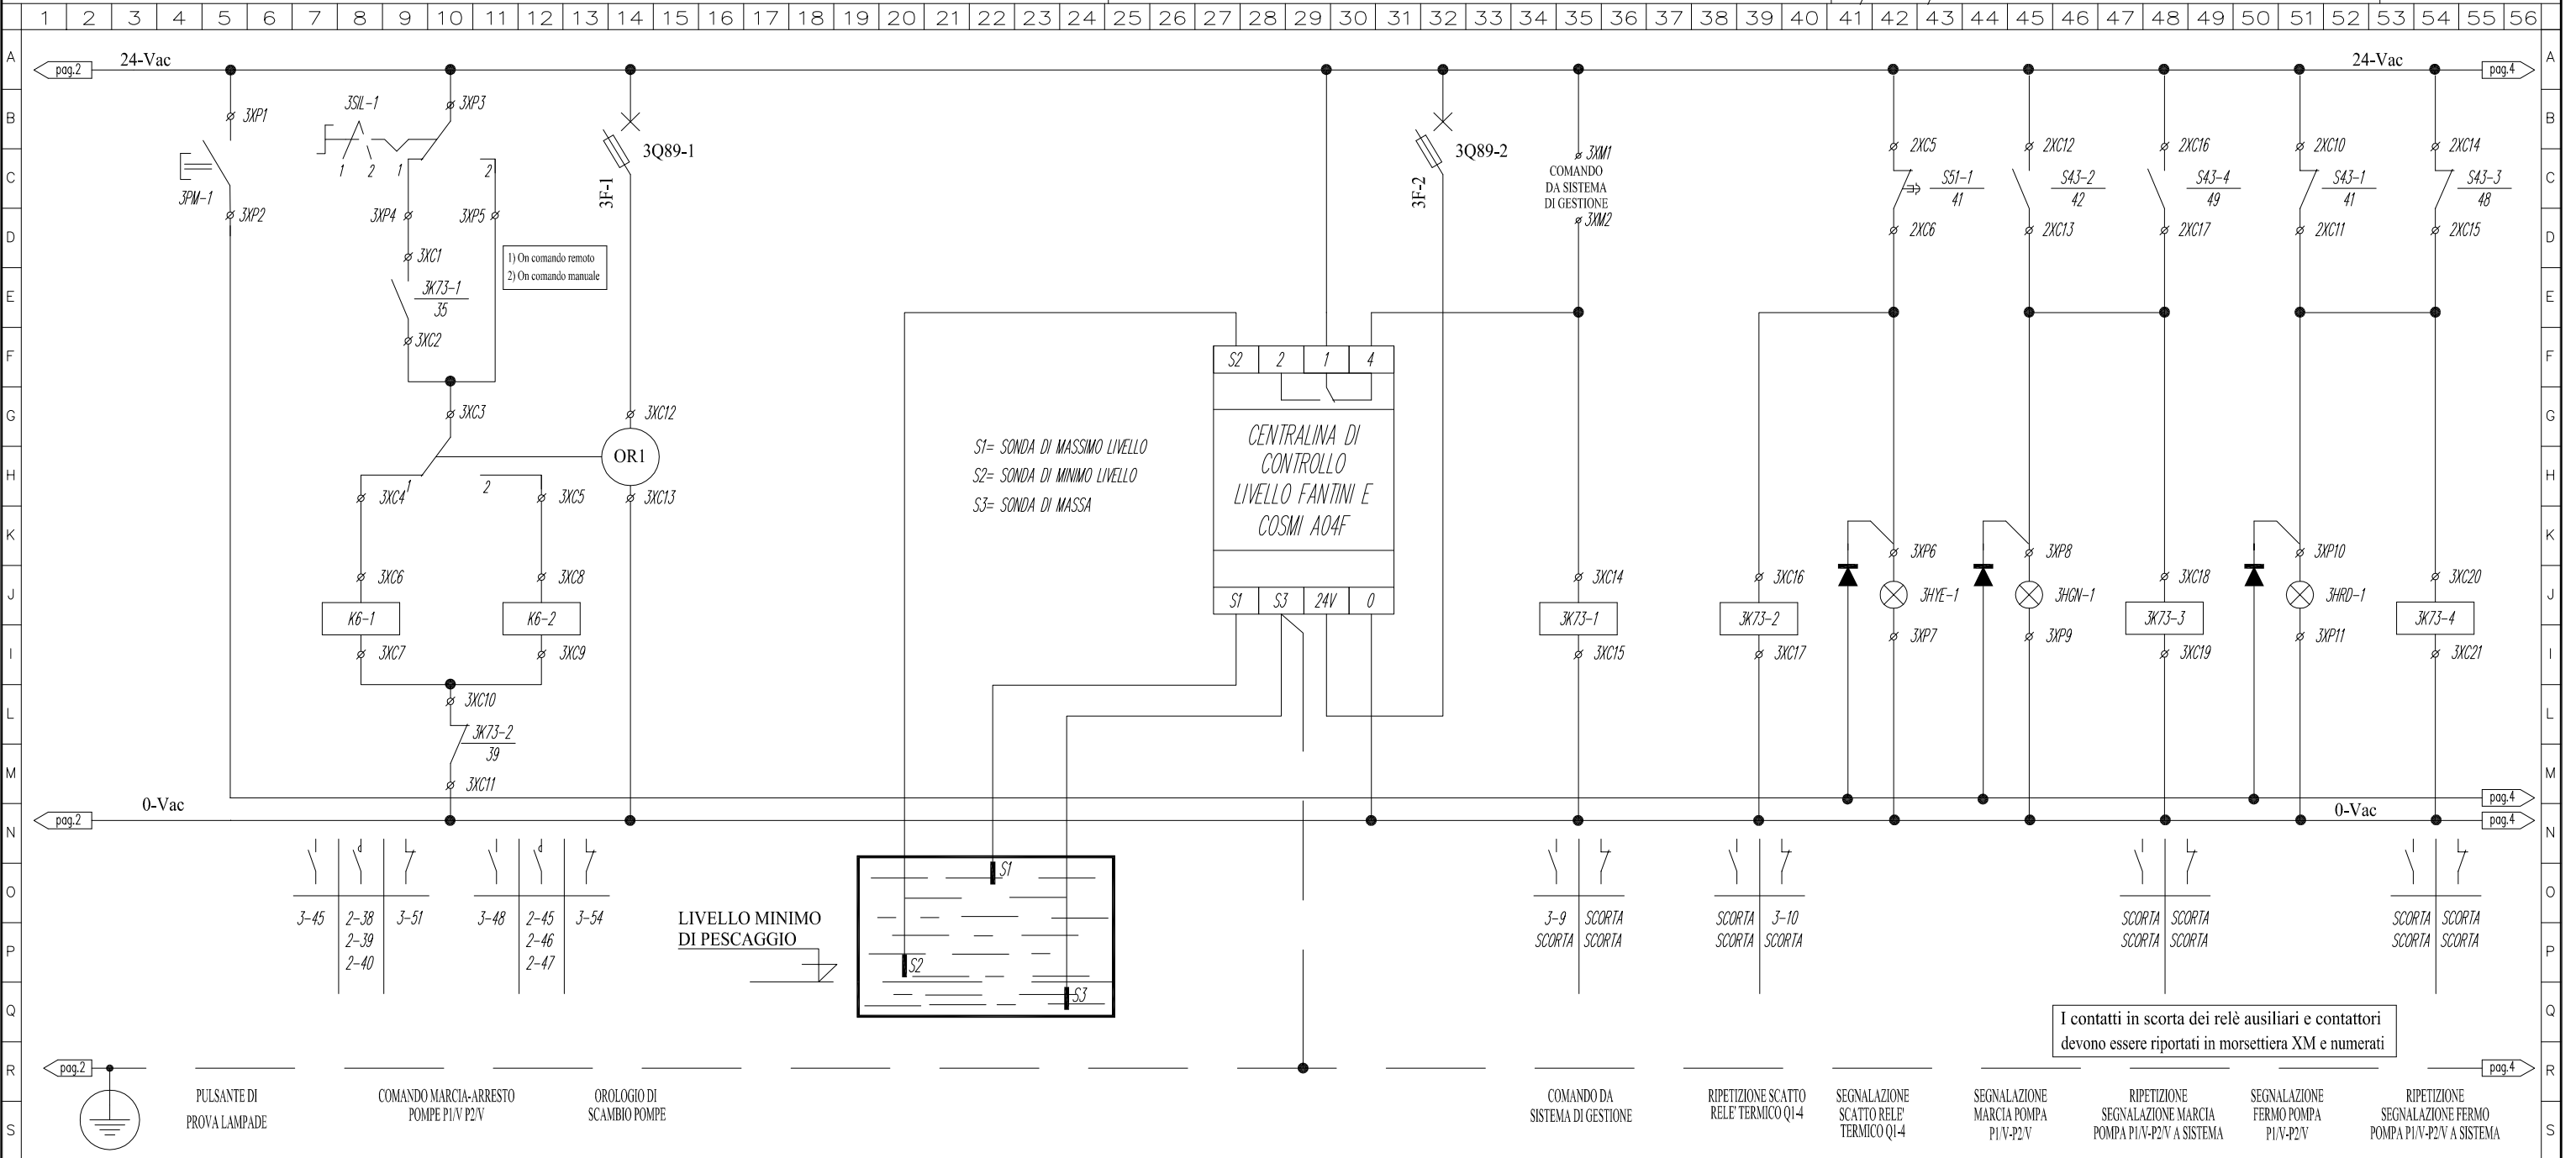 1 2 3 4 5 6 7 8 9 10 11 12 13 14 15 16 17 18 19 20 21 22 23 24 25 26 27 28 29 30 31 32 33 34 35 36 37 38 39 40 41 42 43 44 45 46 47 48 49 50 51 52 53 54 55 56
A 24-Vac 24-Vac A
pag.2 pag.4
3SIL-1 3XP3
B 3XP1 B
3Q89-1 3Q89-2 3XM1 2XC5 2XC12 2XC16 2XC10 2XC14
1 2 1 2
COMANDO
DA SISTEMA
DI GESTIONE
C C
3PM-1 3F-1 3F-2
S51-1 S43-2 S43-4 S43-1 S43-3
41 42 49 41 48
3XP2 3XP4 3XP5 3XM2
D 2XC6 2XC13 2XC17 2XC11 2XC15 D
3XC1
1) On comando remoto
2) On comando manuale
3K73-1
35
E E
3XC2
F S2 2 1 4 F
G 3XC3 3XC12 G
S1= SONDA DI MASSIMO LIVELLO
S2= SONDA DI MINIMO LIVELLO
S3= SONDA DI MASSA
CENTRALINA DI
CONTROLLO
LIVELLO FANTINI E
COSMI A04F
OR1
H 1 2 H
3XC4 3XC5 3XC13
K K
3XP6 3XP8 3XP10
3XC6 3XC8 3XC14 3XC16 3XC18 3XC20
J S1 S3 24V 0 3HYE-1 3HGN-1 3HRD-1 J
K6-1 K6-2 3K73-1 3K73-2 3K73-3 3K73-4
3XP7 3XP9 3XP11
I 3XC7 3XC9 3XC15 3XC17 3XC19 3XC21 I
3XC10
L L
3K73-2
39
M M
3XC11
0-Vac pag.4
0-Vac
pag.2 pag.4
N N
O S1 O
3-45 2-38 3-51 3-48 2-45 3-54 3-9 SCORTA SCORTA 3-10 SCORTA SCORTA SCORTA SCORTA
2-39 2-46 SCORTA SCORTA SCORTA SCORTA SCORTA SCORTA SCORTA SCORTA
2-40 2-47
LIVELLO MINIMO
DI PESCAGGIO
P S2 P
S3
Q Q
I contatti in scorta dei relè ausiliari e contattori
devono essere riportati in morsettiera XM e numerati
R pag.2 pag.4 R
PULSANTE DI
PROVA LAMPADE
COMANDO MARCIA-ARRESTO
POMPE P1/V P2/V
OROLOGIO DI
SCAMBIO POMPE
COMANDO DA
SISTEMA DI GESTIONE
RIPETIZIONE SCATTO
RELE' TERMICO Q1-4
SEGNALAZIONE
SCATTO RELE'
TERMICO Q1-4
SEGNALAZIONE
MARCIA POMPA
P1/V-P2/V
RIPETIZIONE
SEGNALAZIONE MARCIA
POMPA P1/V-P2/V A SISTEMA
SEGNALAZIONE
FERMO POMPA
P1/V-P2/V
RIPETIZIONE
SEGNALAZIONE FERMO
POMPA P1/V-P2/V A SISTEMA
S S